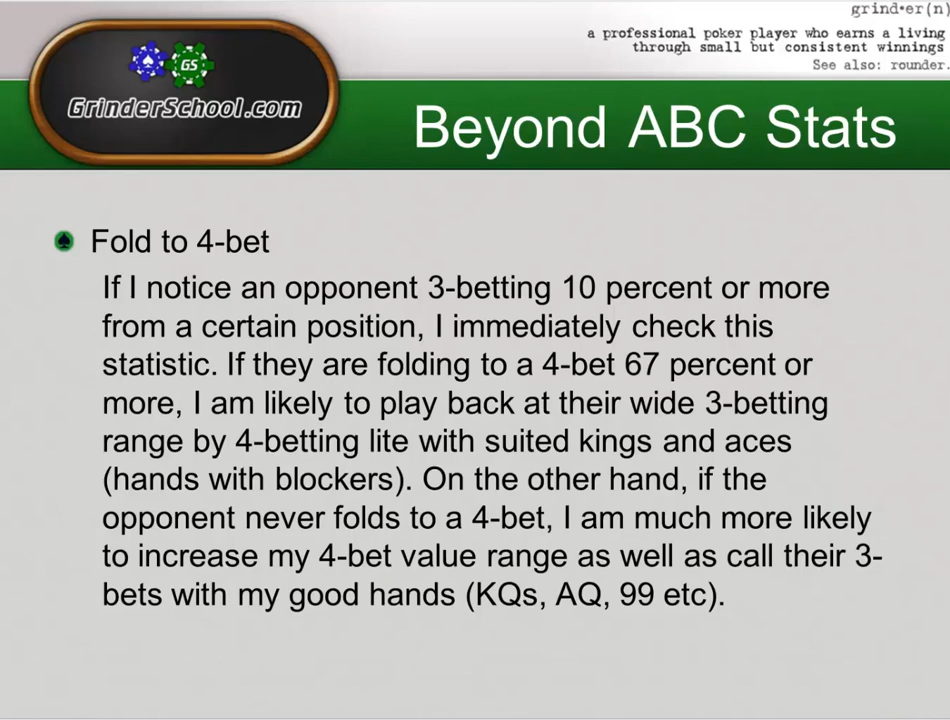 grind•er(n)
a professional poker player who earns a living
through small but consistent winnings
See also: rounder.
GS
GrinderSchool.com
Beyond ABC Stats
Fold to 4-bet
If I notice an opponent 3-betting 10 percent or more
from a certain position, I immediately check this
statistic. If they are folding to a 4-bet 67 percent or
more, I am likely to play back at their wide 3-betting
range by 4-betting lite with suited kings and aces
(hands with blockers). On the other hand, if the
opponent never folds to a 4-bet, I am much more likely
to increase my 4-bet value range as well as call their 3-
bets with my good hands (KQs, AQ, 99 etc).